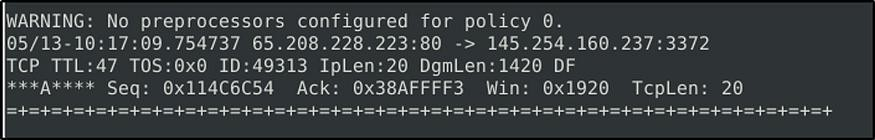 WARNING: No preprocessors configured for policy 0.
05/13-10:17:09.754737 65.208.228.223:80 -> 145.254.160.237:3372
TCP TTL:47 TOS:0x0 ID:49313 IpLen:20 DgmLen:1420 DF
***A**** Seq: 0x114C6C54  Ack: 0x38AFFFF3  Win: 0x1920  TcpLen: 20
=+=+=+=+=+=+=+=+=+=+=+=+=+=+=+=+=+=+=+=+=+=+=+=+=+=+=+=+=+=+=+=+=+=+=+=+=+